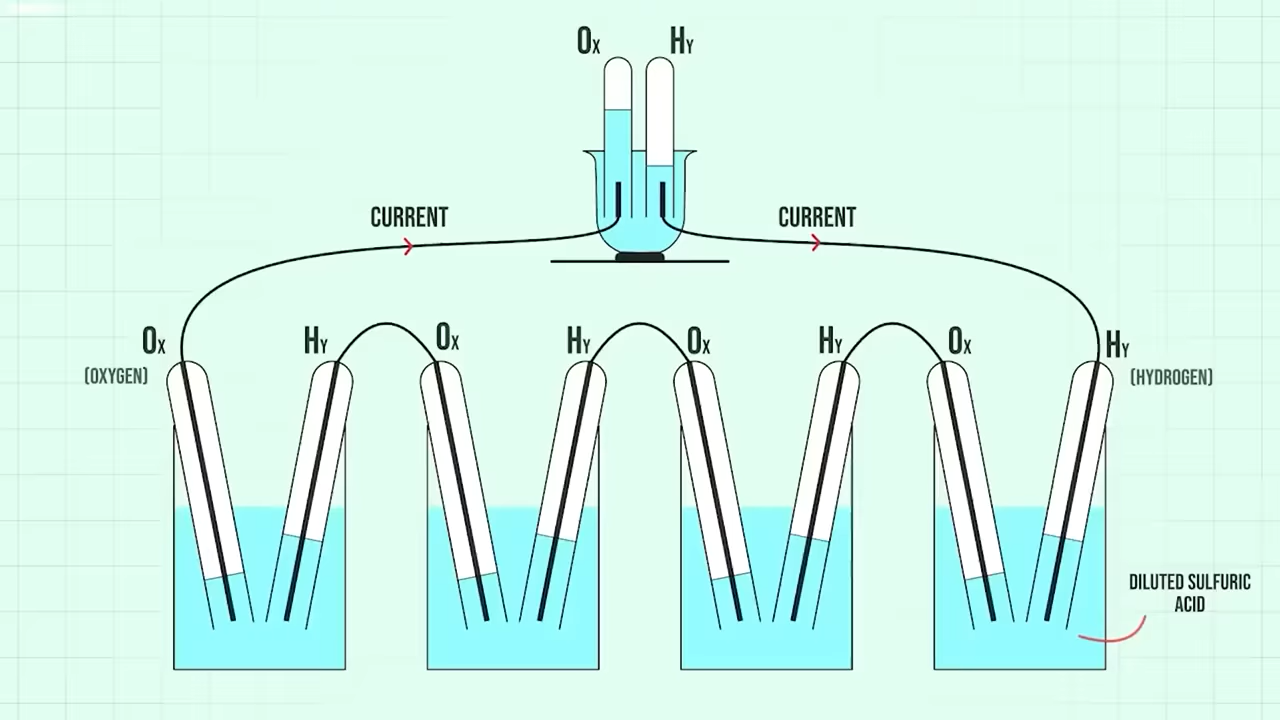 Ox Hy
CURRENT CURRENT
Ox Hy Ox Hy Ox Hy Ox Hy
(OXYGEN) (HYDROGEN)
DILUTED SULFURIC
ACID